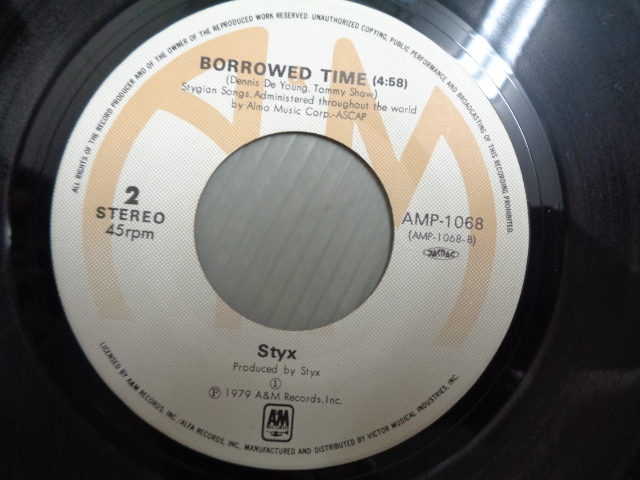 ALL RIGHTS OF THE RECORD PRODUCER AND OF THE OWNER OF THE REPRODUCED WORK RESERVED. UNAUTHORIZED COPYING, PUBLIC PERFORMANCE AND BROADCASTING OF THIS RECORDING PROHIBITED.
BORROWED TIME (4:58)
(Dennis De Young, Tommy Shaw)
Stygian Songs. Administered throughout the world
by Almo Music Corp.-ASCAP
2
STEREO
45rpm
AMP-1068
(AMP-1068-B)
JASRAC
Styx
Produced by Styx
I
Ⓟ 1979 A&M Records, Inc.
A&M
RECORDS
LICENSED BY A&M RECORDS, INC./ALFA RECORDS, INC. MANUFACTURED AND DISTRIBUTED BY VICTOR MUSICAL INDUSTRIES, INC.